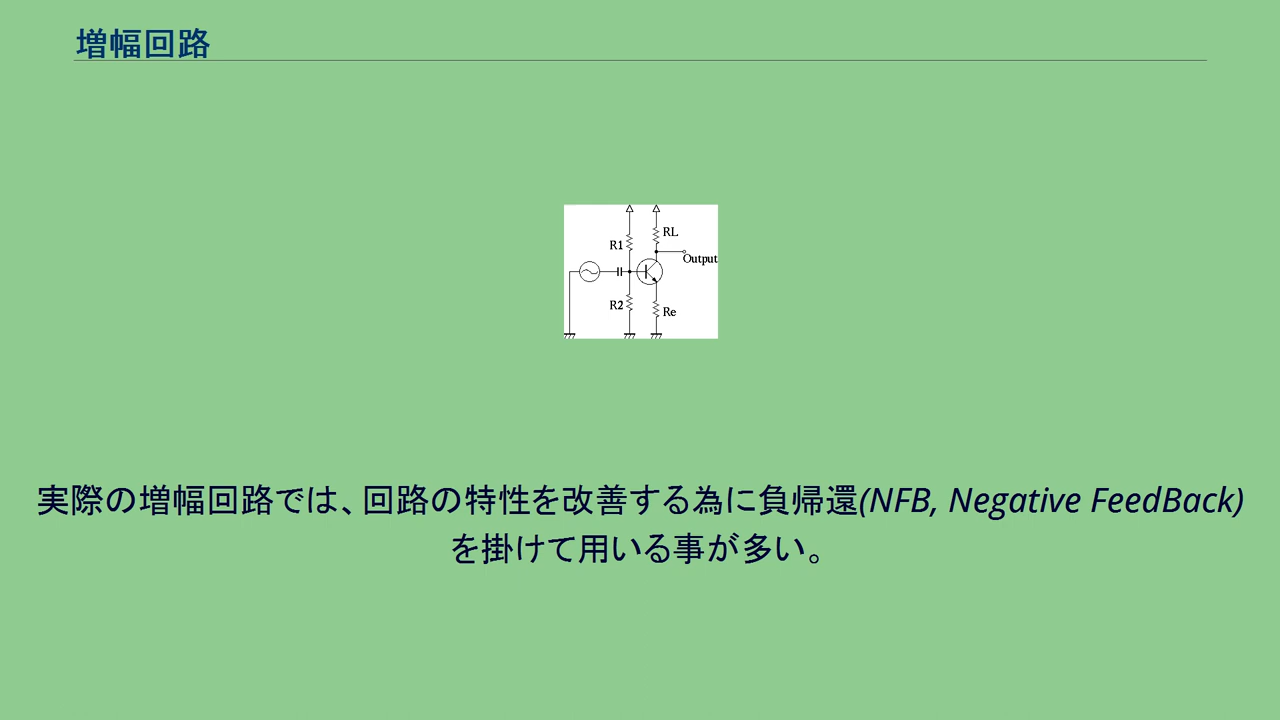 増幅回路
R1
RL
Output
R2
Re
実際の増幅回路では、回路の特性を改善する為に負帰還(NFB, Negative FeedBack)
を掛けて用いる事が多い。